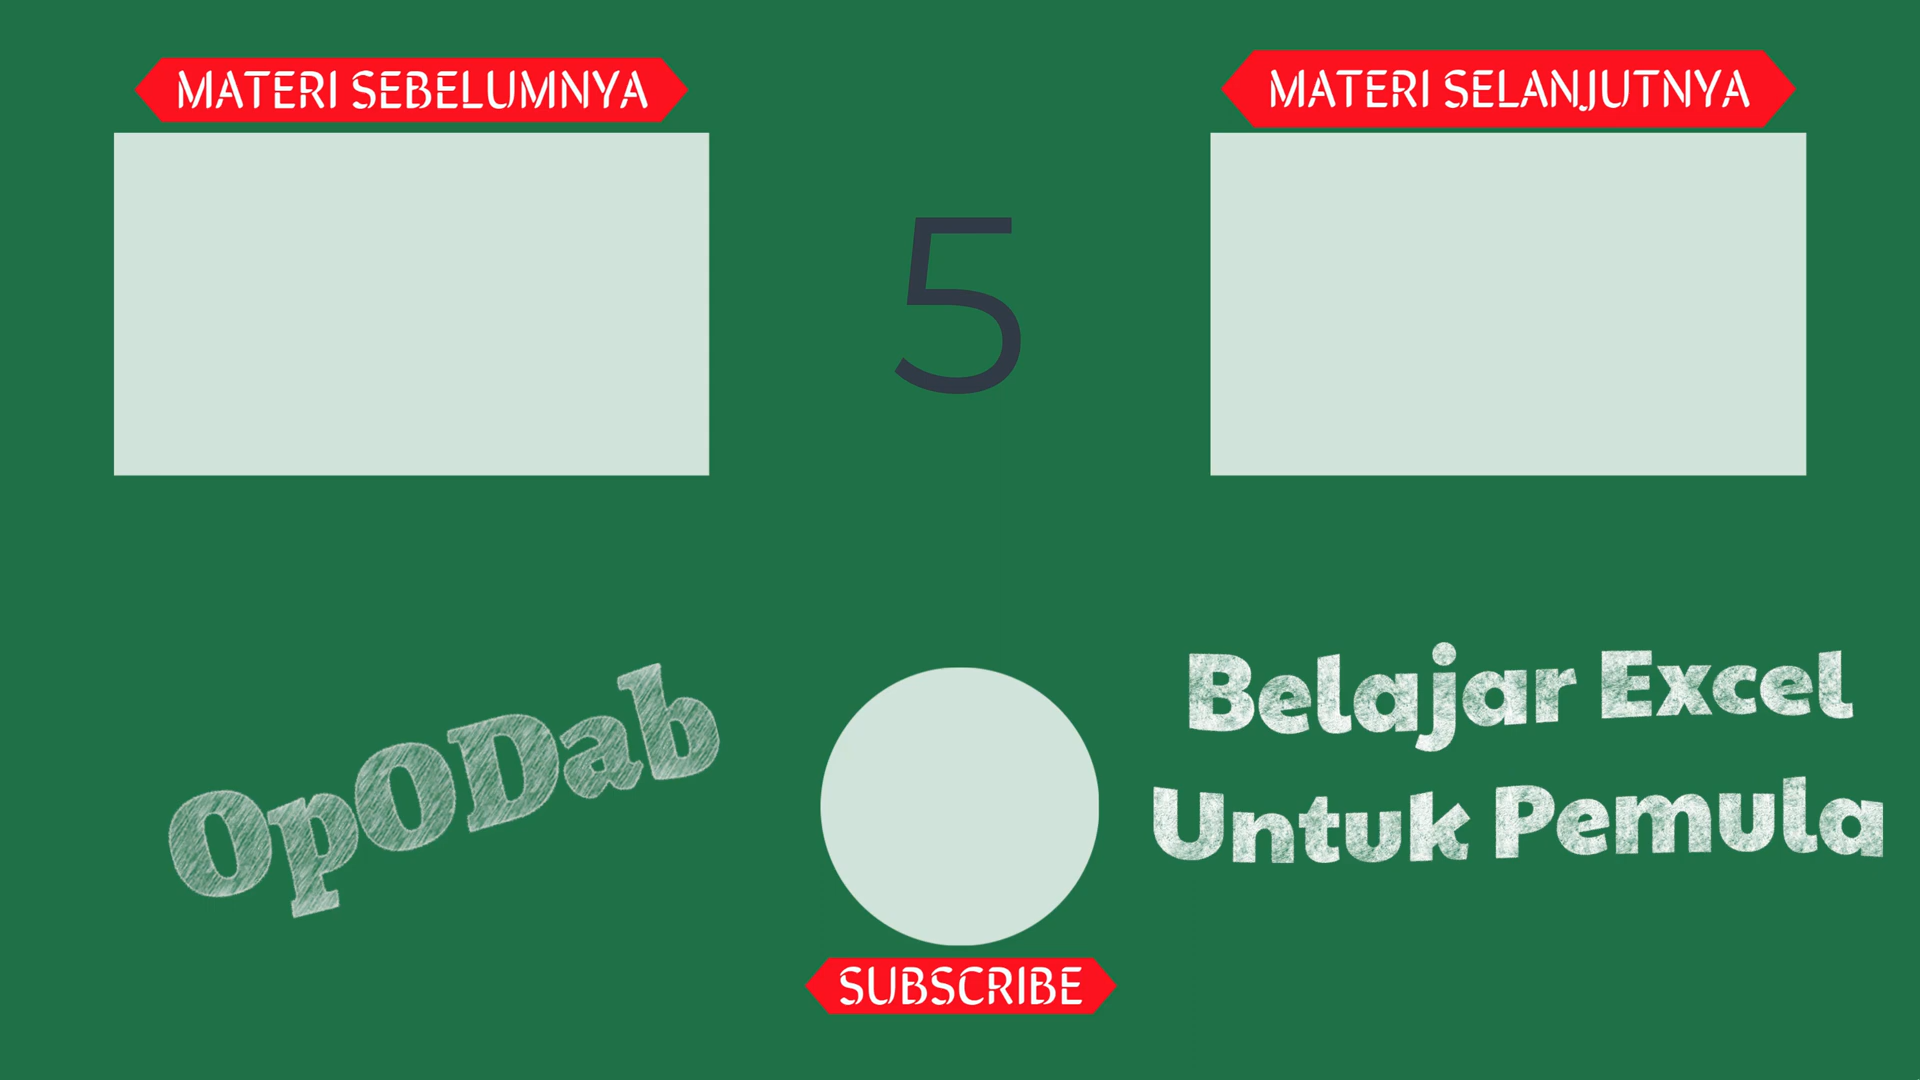 MATERI SEBELUMNYA
MATERI SELANJUTNYA
5
OpODab
Belajar Excel
Untuk Pemula
SUBSCRIBE